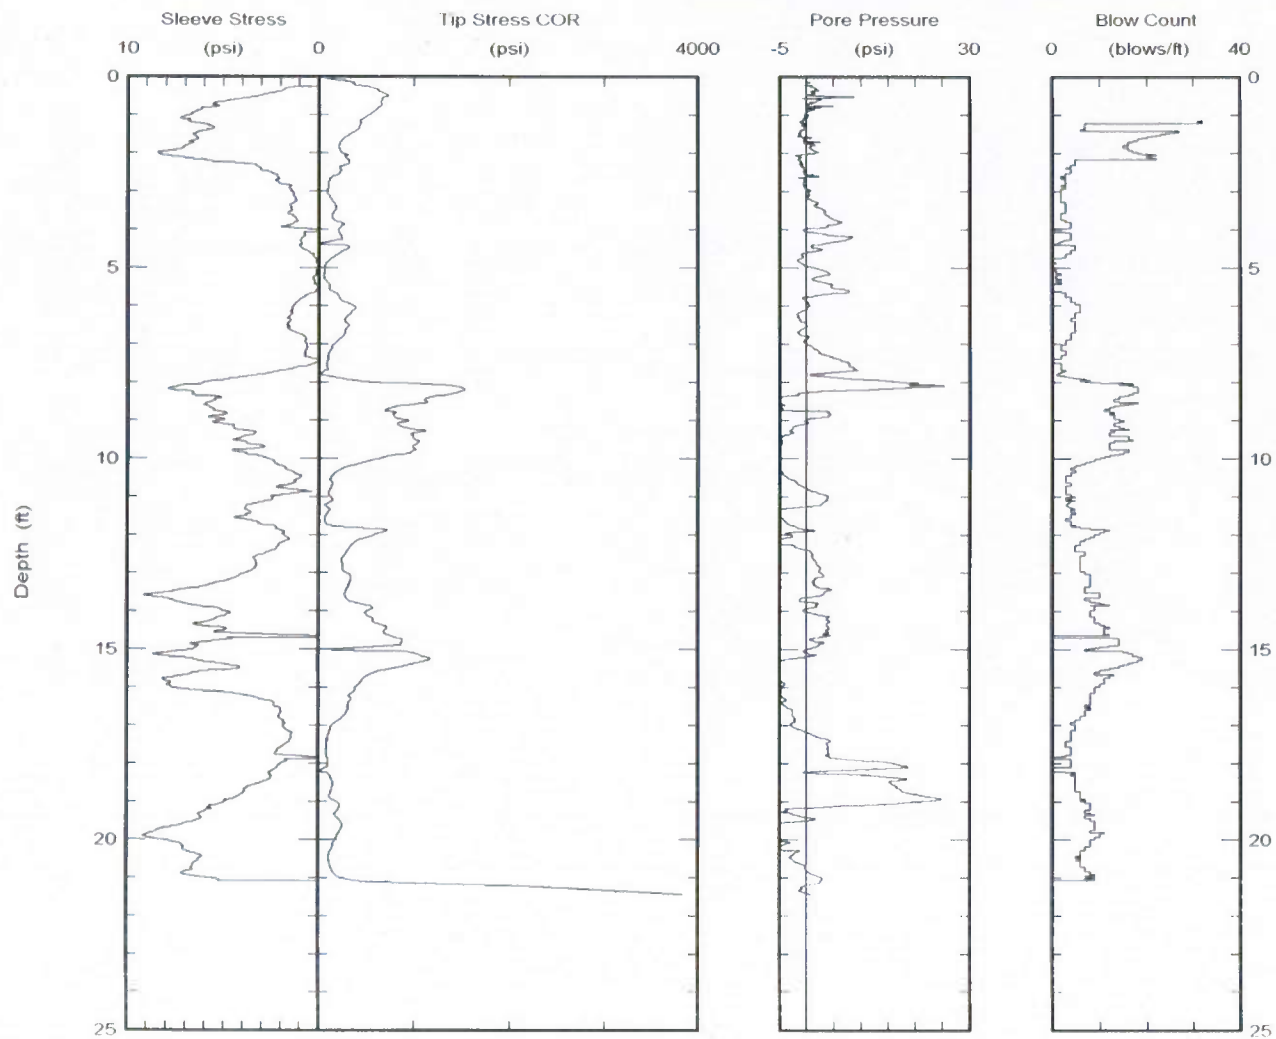 Sleeve Stress Tip Stress COR Pore Pressure Blow Count
10 (psi) 0 (psi) 4000 -5 (psi) 30 0 (blows/ft) 40
0 0
5 5
10 10
Depth (ft)
15 15
20 20
25 25